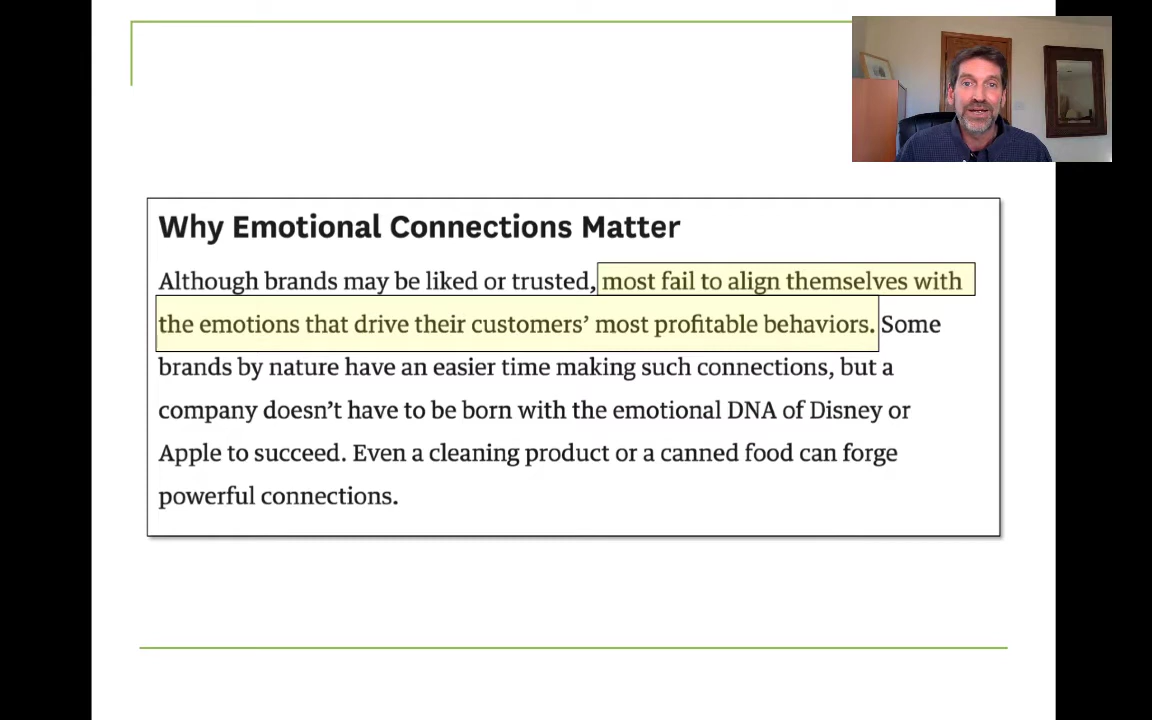 Why Emotional Connections Matter
Although brands may be liked or trusted, most fail to align themselves with
the emotions that drive their customers’ most profitable behaviors. Some
brands by nature have an easier time making such connections, but a
company doesn’t have to be born with the emotional DNA of Disney or
Apple to succeed. Even a cleaning product or a canned food can forge
powerful connections.